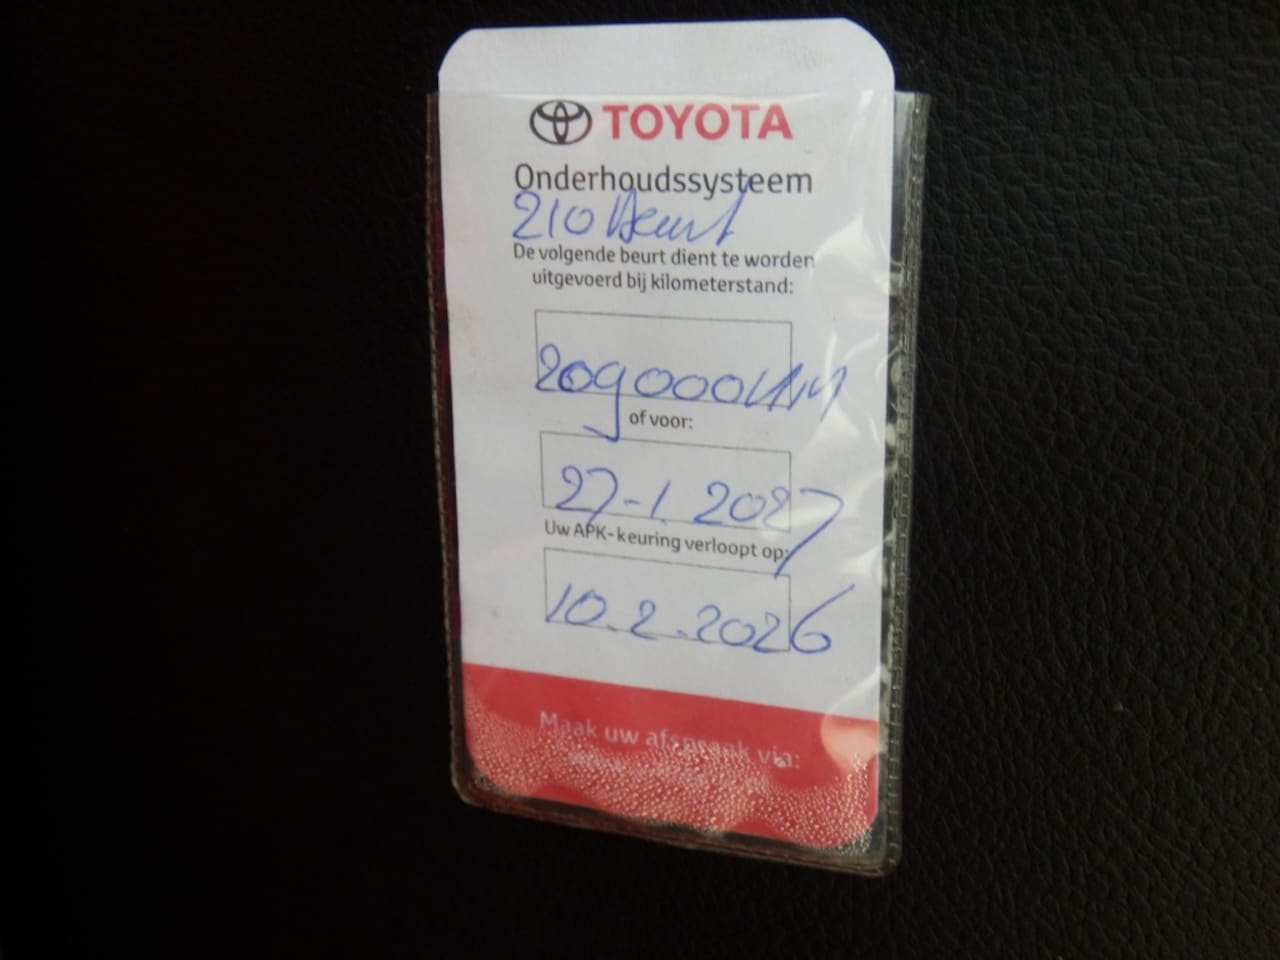 TOYOTA
Onderhoudssysteem
210 Beurt
De volgende beurt dient te worden
uitgevoerd bij kilometerstand:
209000KM
of voor:
27-1. 2027
Uw APK-keuring verloopt op:
10.2.2026
Maak uw afspraak via: